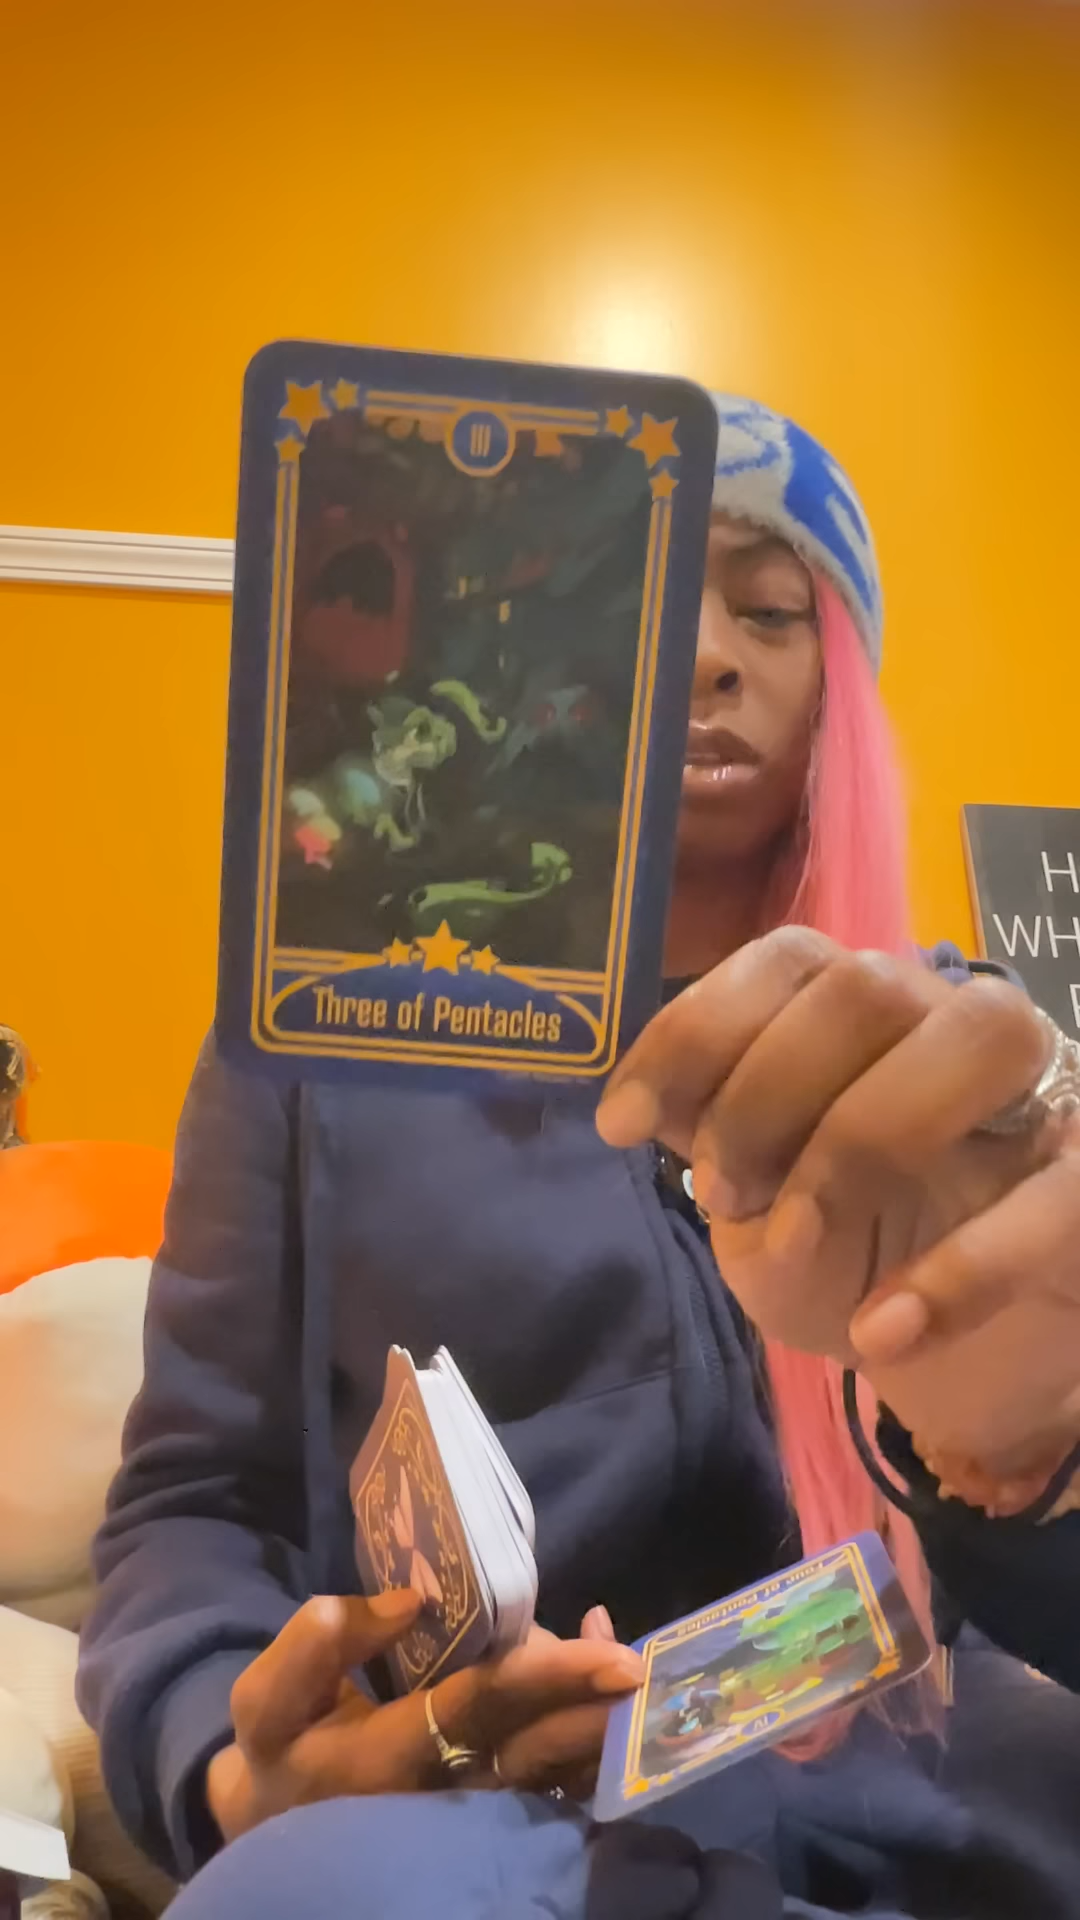 III
Three of Pentacles
H
WH
E
Four of Pentacles
IV